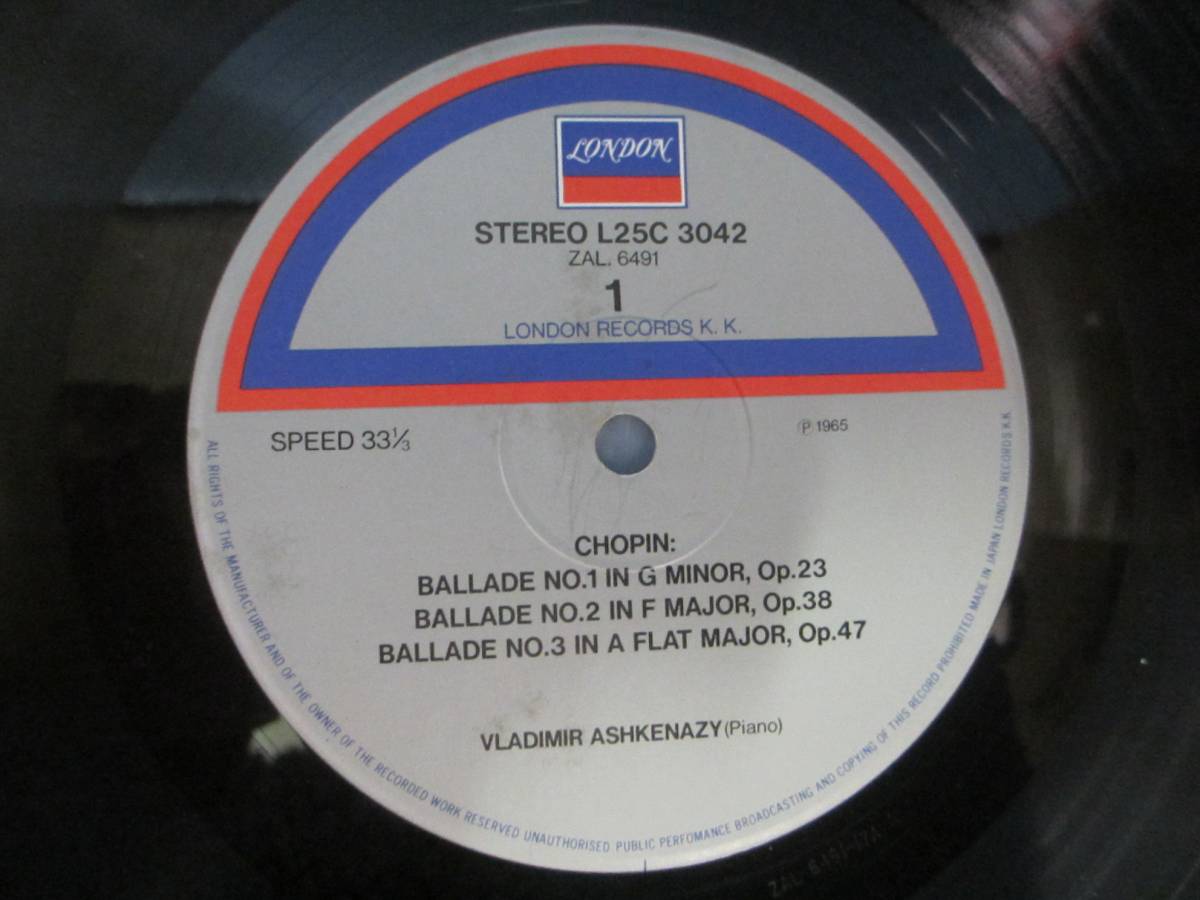 LONDON
STEREO L25C 3042
ZAL. 6491
1
LONDON RECORDS K. K.
SPEED 33⅓
℗ 1965
CHOPIN:
BALLADE NO.1 IN G MINOR, Op.23
BALLADE NO.2 IN F MAJOR, Op.38
BALLADE NO.3 IN A FLAT MAJOR, Op.47
VLADIMIR ASHKENAZY (Piano)
ALL RIGHTS OF THE MANUFACTURER AND OF THE OWNER OF THE RECORDED WORK RESERVED UNAUTHORISED PUBLIC PERFOMANCE BROADCASTING AND COPYING OF THIS RECORD PROHIBITED MADE IN JAPAN LONDON RECORDS K.K
ZAL